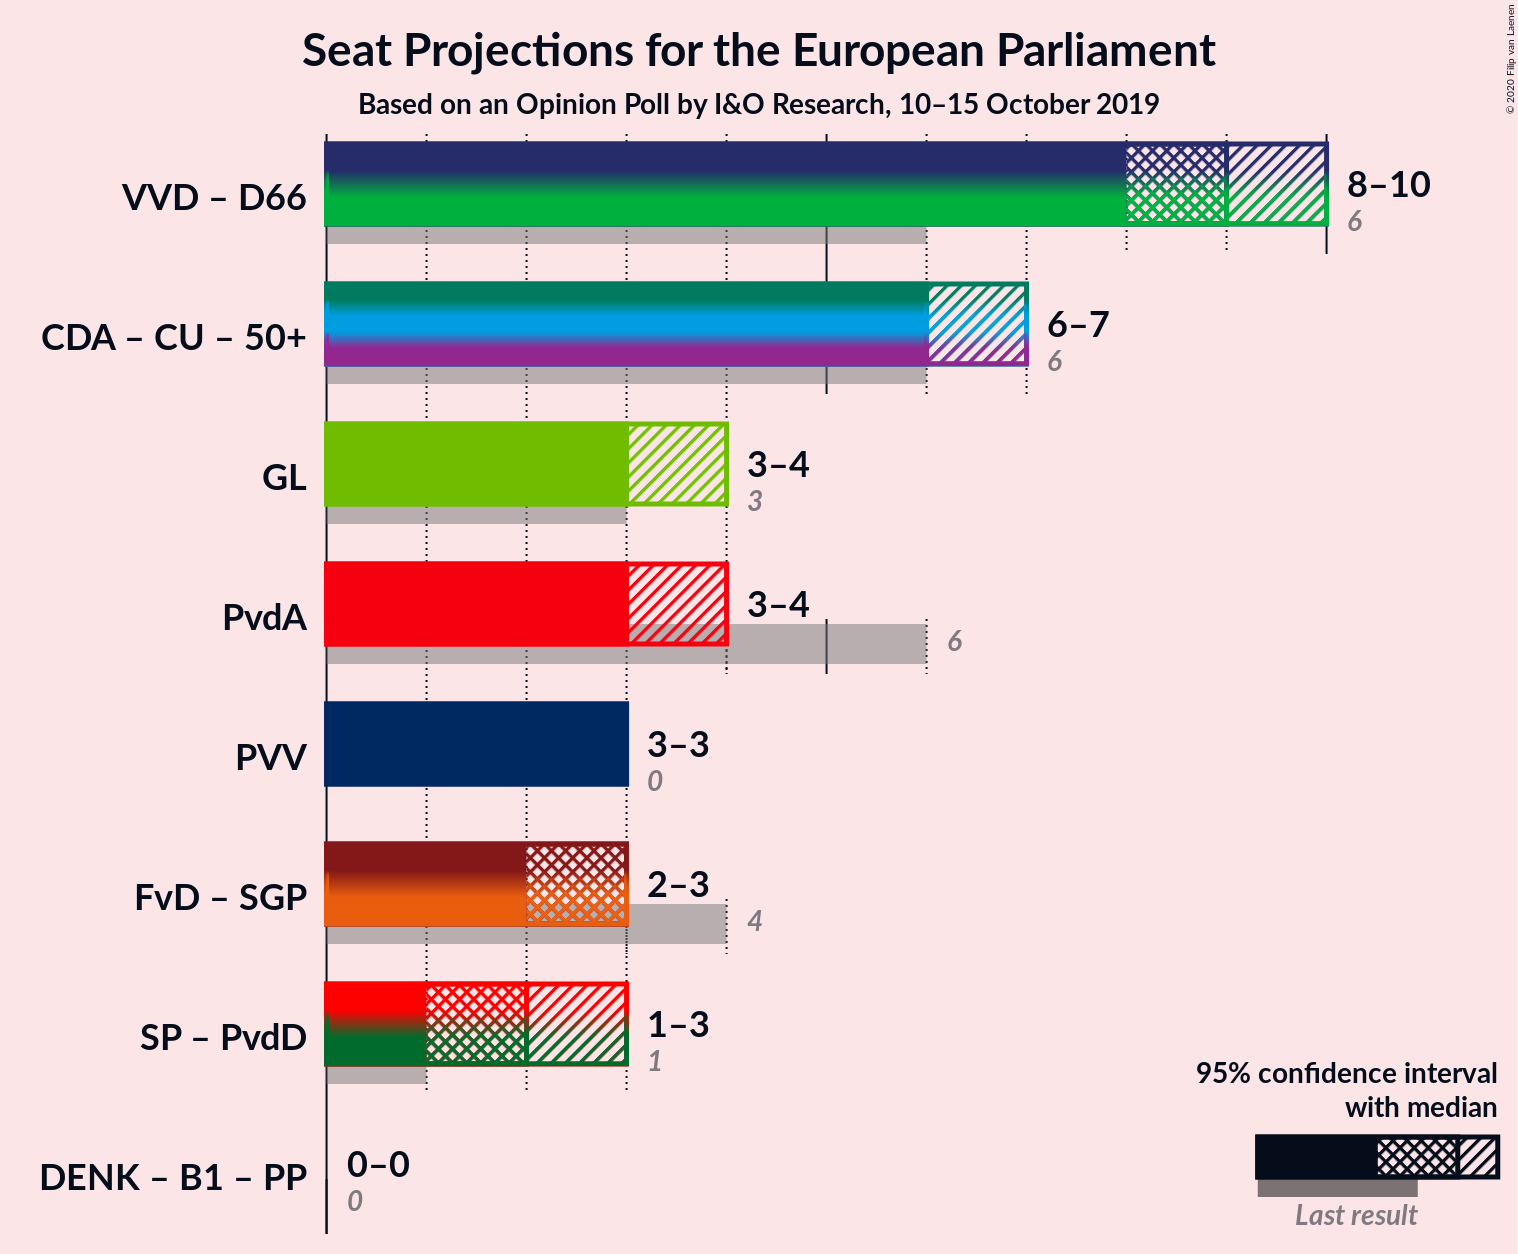 Seat Projections for the European Parliament
Based on an Opinion Poll by I&O Research, 10–15 October 2019
© 2020 Filip van Laenen
VVD – D66
8–10
6
CDA – CU – 50+
6–7
6
GL
3–4
3
PvdA
3–4
6
PVV
3–3
0
FvD – SGP
2–3
4
SP – PvdD
1–3
1
DENK – B1 – PP
0–0
0
95% confidence interval
with median
Last result